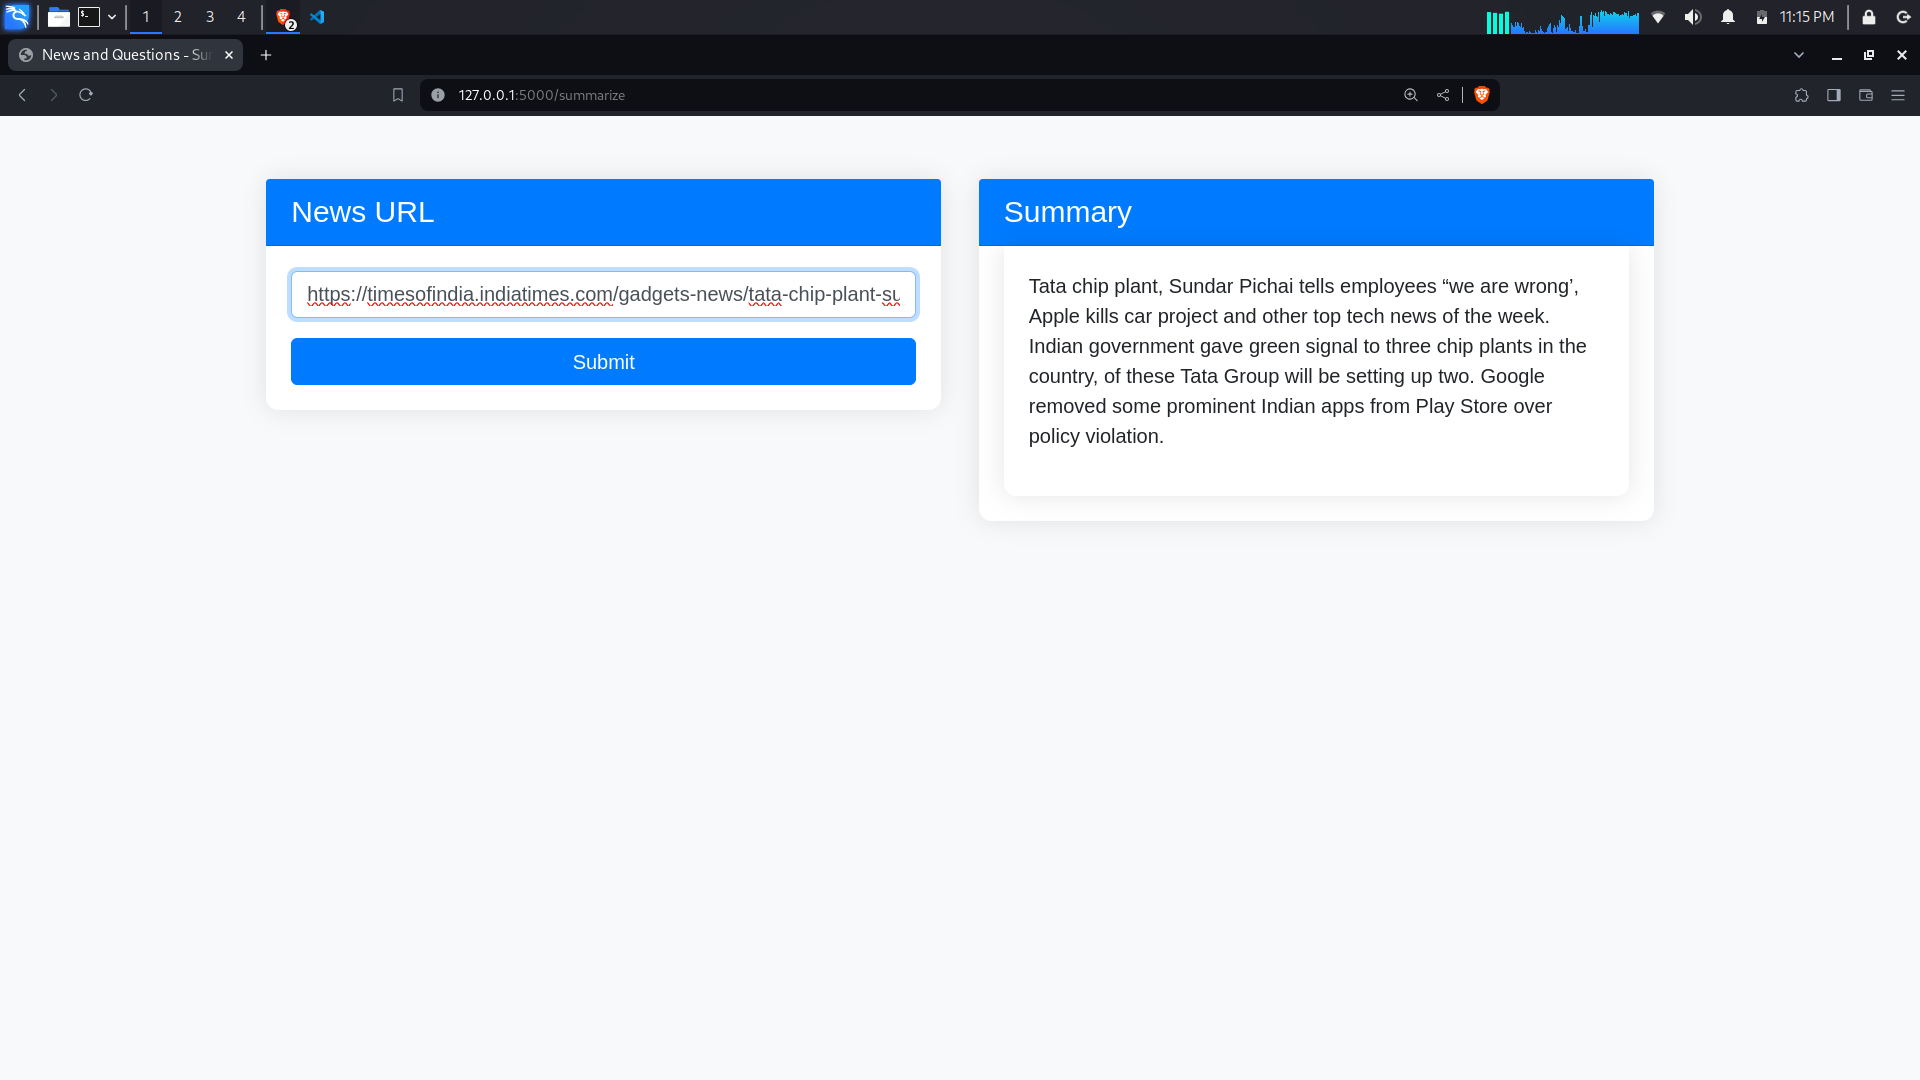 1 2 3 4
2
11:15 PM
News and Questions - Su
127.0.0.1:5000/summarize
News URL
https://timesofindia.indiatimes.com/gadgets-news/tata-chip-plant-su
Submit
Summary
Tata chip plant, Sundar Pichai tells employees “we are wrong’,
Apple kills car project and other top tech news of the week.
Indian government gave green signal to three chip plants in the
country, of these Tata Group will be setting up two. Google
removed some prominent Indian apps from Play Store over
policy violation.